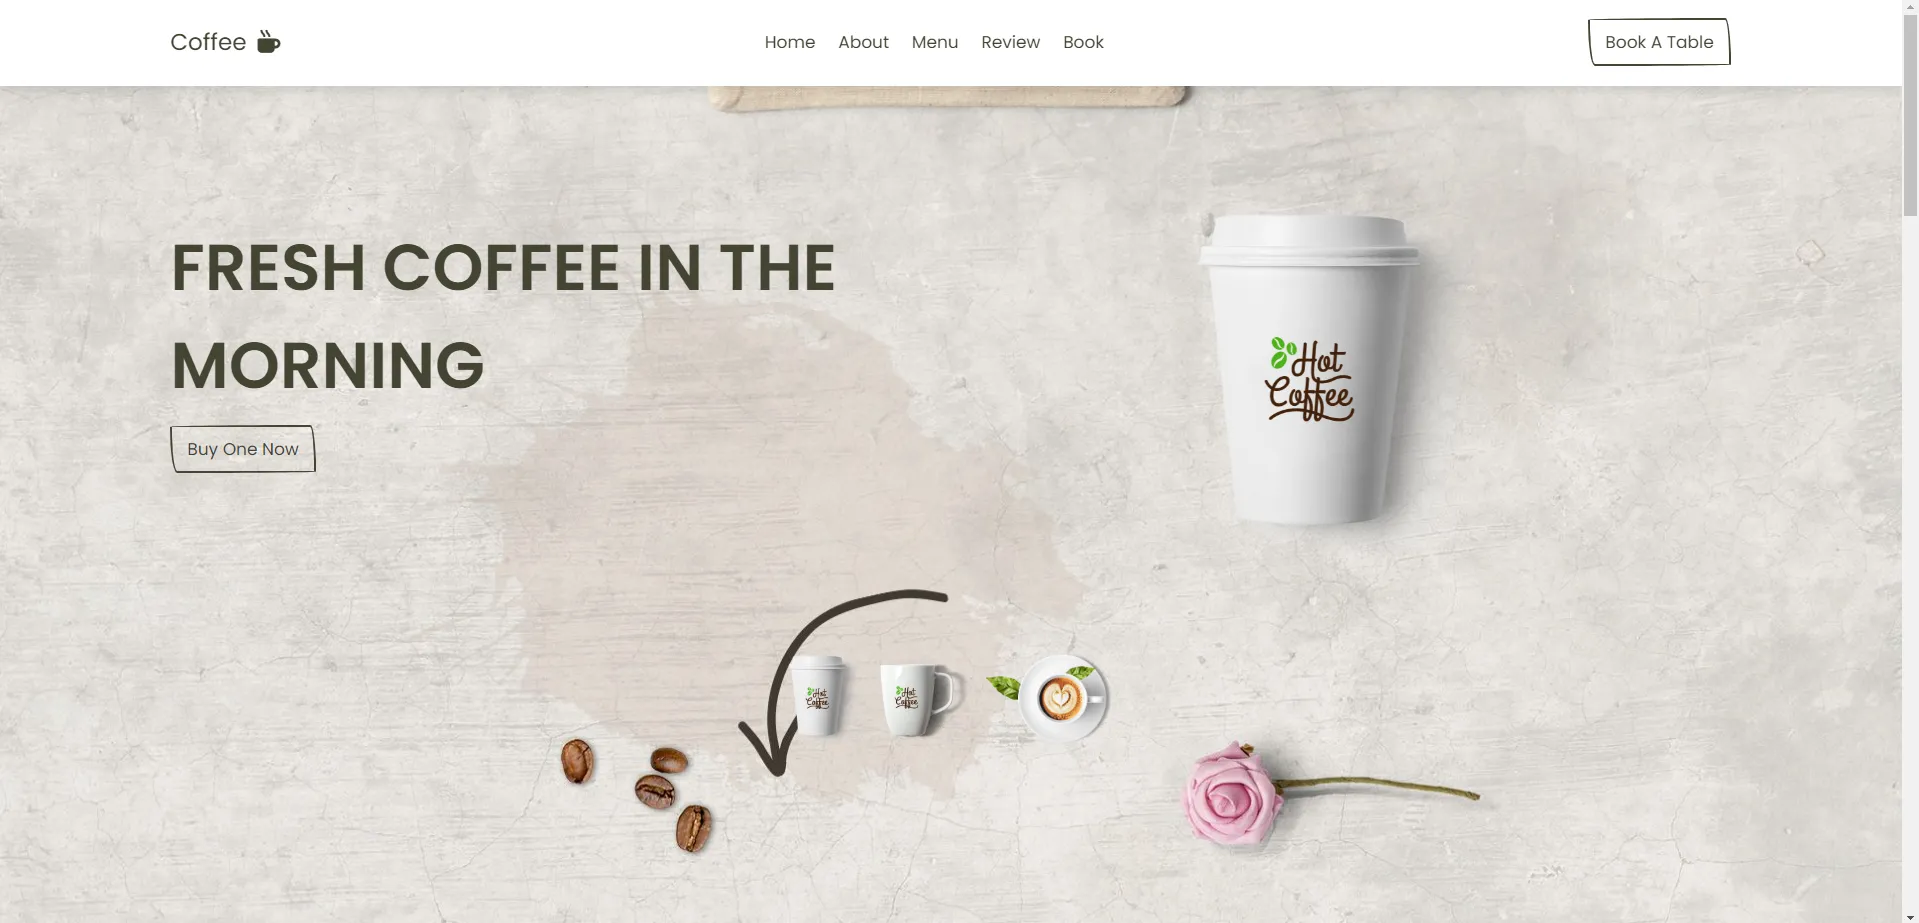 Coffee
Home About Menu Review Book
Book A Table
FRESH COFFEE IN THE
MORNING
Buy One Now
Hot
Coffee
Hot
Coffee
Hot
Coffee